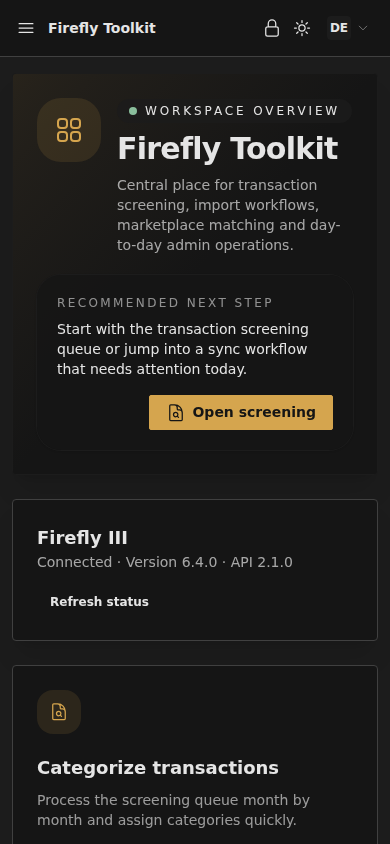 Firefly Toolkit
DE
WORKSPACE OVERVIEW
Firefly Toolkit
Central place for transaction
screening, import workflows,
marketplace matching and day-
to-day admin operations.
RECOMMENDED NEXT STEP
Start with the transaction screening
queue or jump into a sync workflow
that needs attention today.
Open screening
Firefly III
Connected · Version 6.4.0 · API 2.1.0
Refresh status
Categorize transactions
Process the screening queue month by
month and assign categories quickly.